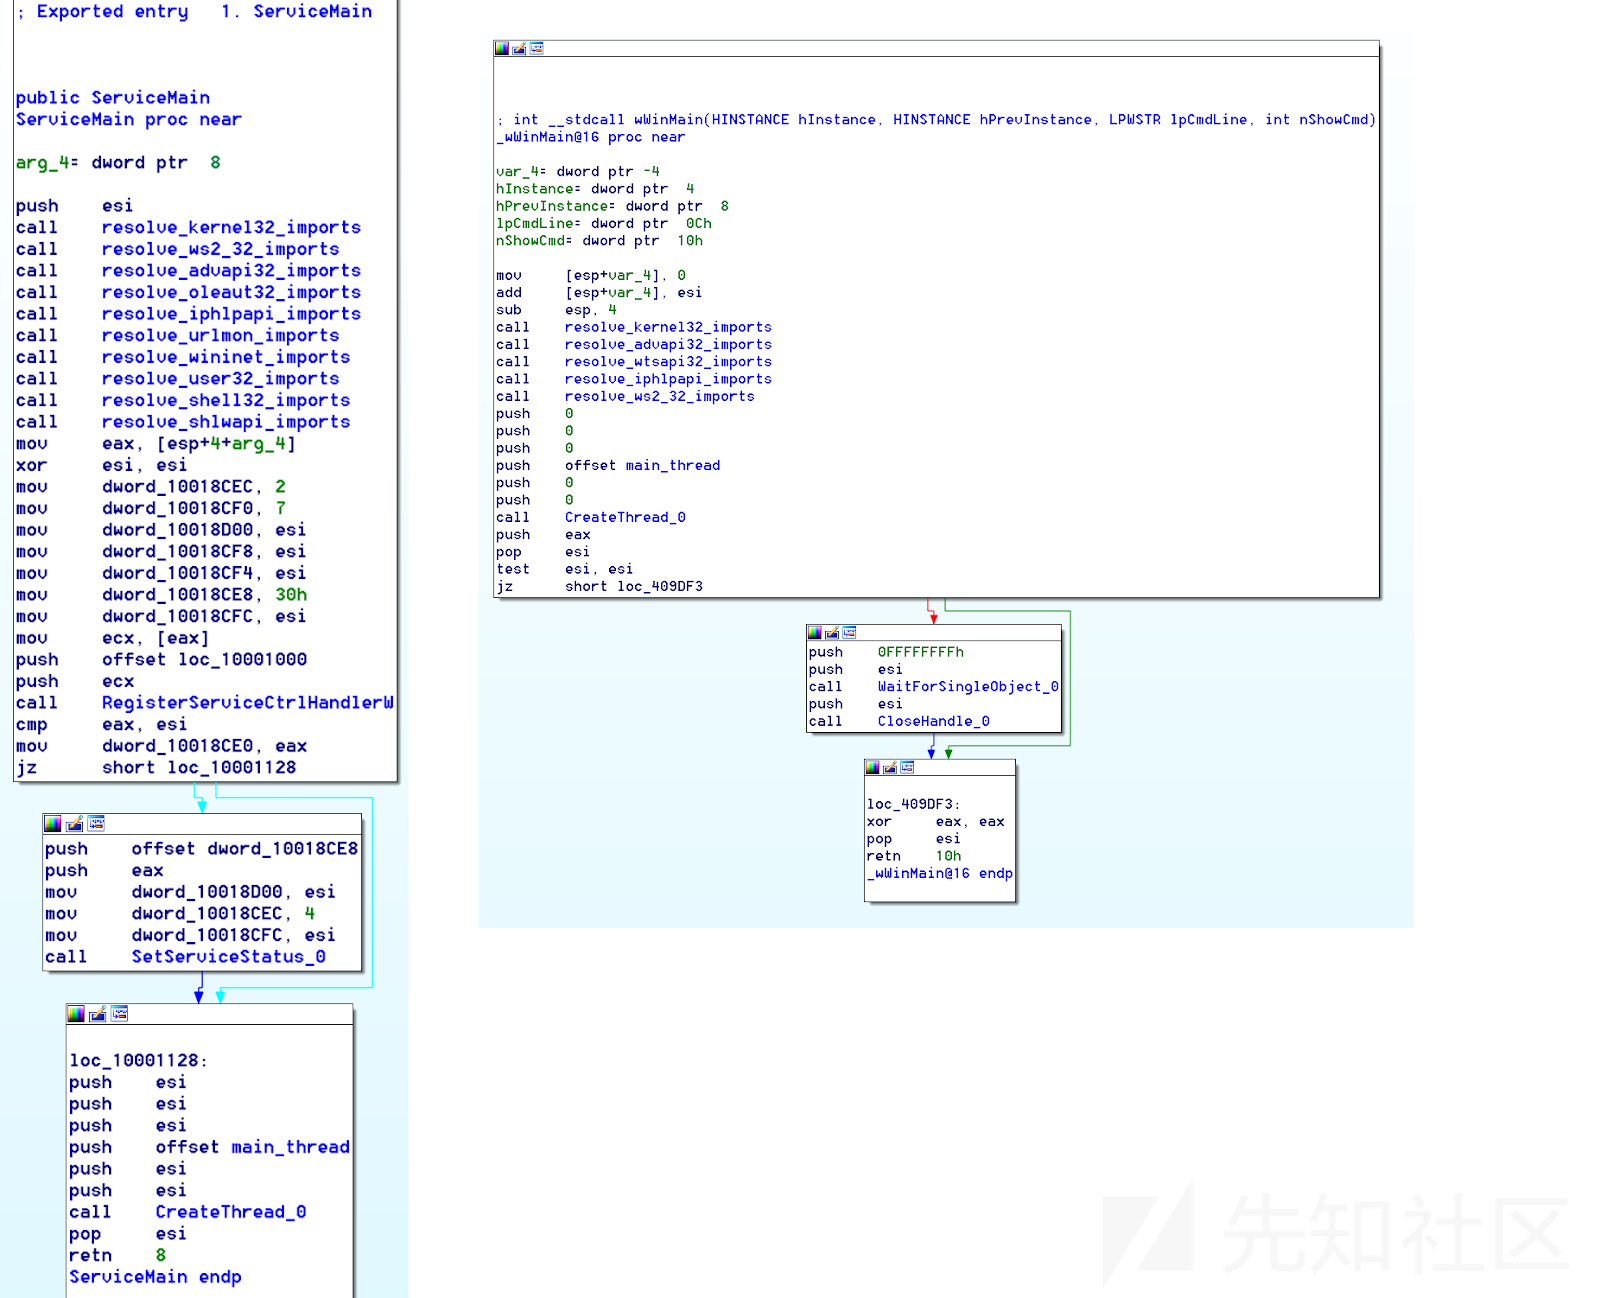 ; Exported entry   1. ServiceMain
public ServiceMain
ServiceMain proc near
arg_4= dword ptr  8
push    esi
call    resolve_kernel32_imports
call    resolve_ws2_32_imports
call    resolve_advapi32_imports
call    resolve_oleaut32_imports
call    resolve_iphlpapi_imports
call    resolve_urlmon_imports
call    resolve_wininet_imports
call    resolve_user32_imports
call    resolve_shell32_imports
call    resolve_shlwapi_imports
mov     eax, [esp+4+arg_4]
xor     esi, esi
mov     dword_10018CEC, 2
mov     dword_10018CF0, 7
mov     dword_10018D00, esi
mov     dword_10018CF8, esi
mov     dword_10018CF4, esi
mov     dword_10018CE8, 30h
mov     dword_10018CFC, esi
mov     ecx, [eax]
push    offset loc_10001000
push    ecx
call    RegisterServiceCtrlHandlerW
cmp     eax, esi
mov     dword_10018CE0, eax
jz      short loc_10001128
push    offset dword_10018CE8
push    eax
mov     dword_10018D00, esi
mov     dword_10018CEC, 4
mov     dword_10018CFC, esi
call    SetServiceStatus_0
loc_10001128:
push    esi
push    esi
push    esi
push    offset main_thread
push    esi
push    esi
call    CreateThread_0
pop     esi
retn    8
ServiceMain endp
; int __stdcall wWinMain(HINSTANCE hInstance, HINSTANCE hPrevInstance, LPWSTR lpCmdLine, int nShowCmd)
_wWinMain@16 proc near
var_4= dword ptr -4
hInstance= dword ptr  4
hPrevInstance= dword ptr  8
lpCmdLine= dword ptr  0Ch
nShowCmd= dword ptr  10h
mov     [esp+var_4], 0
add     [esp+var_4], esi
sub     esp, 4
call    resolve_kernel32_imports
call    resolve_advapi32_imports
call    resolve_wtsapi32_imports
call    resolve_iphlpapi_imports
call    resolve_ws2_32_imports
push    0
push    0
push    0
push    offset main_thread
push    0
push    0
call    CreateThread_0
push    eax
pop     esi
test    esi, esi
jz      short loc_409DF3
push    0FFFFFFFFh
push    esi
call    WaitForSingleObject_0
push    esi
call    CloseHandle_0
loc_409DF3:
xor     eax, eax
pop     esi
retn    10h
_wWinMain@16 endp
先知社区